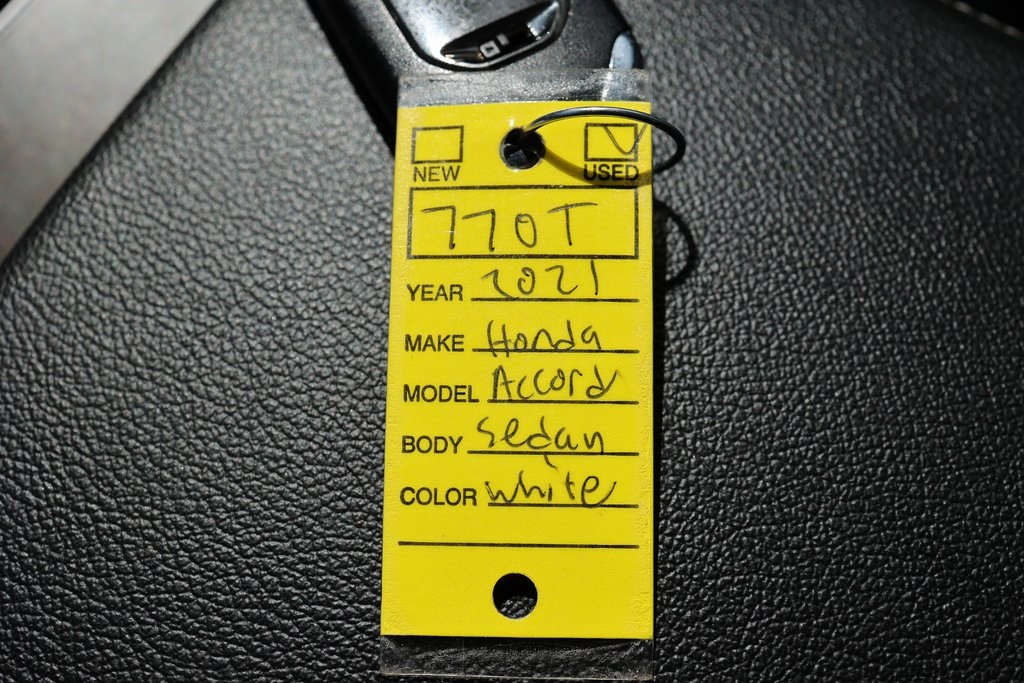 NEW USED
770T
YEAR 2021
MAKE Honda
MODEL Accord
BODY Sedan
COLOR white